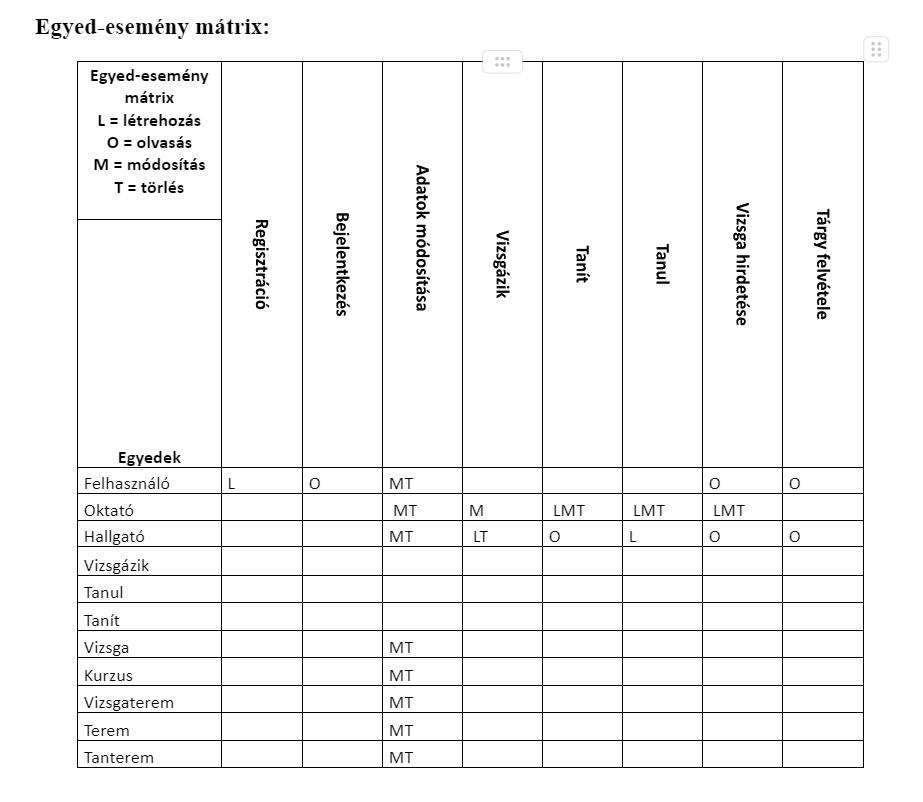 Egyed-esemény mátrix:
Egyed-esemény
mátrix
L = létrehozás
O = olvasás
M = módosítás
T = törlés
Egyedek
Regisztráció
Bejelentkezés
Adatok módosítása
Vizsgázik
Tanít
Tanul
Vizsga hirdetése
Tárgy felvétele
Felhasználó L O MT O O
Oktató MT M LMT LMT LMT
Hallgató MT LT O L O O
Vizsgázik
Tanul
Tanít
Vizsga MT
Kurzus MT
Vizsgaterem MT
Terem MT
Tanterem MT